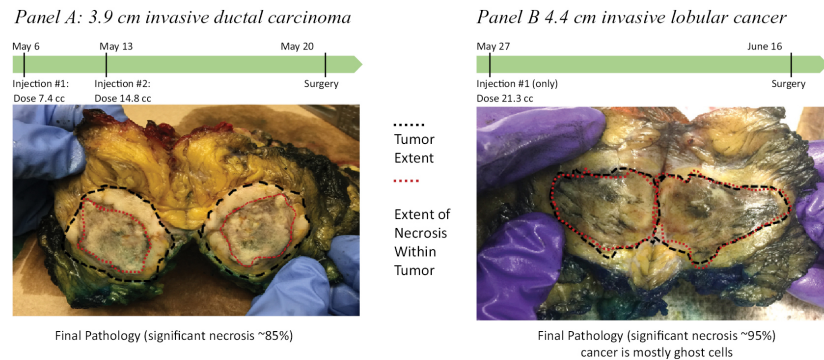 Panel A: 3.9 cm invasive ductal carcinoma
May 6
May 13
May 20
Injection #1:
Dose 7.4 cc
Injection #2:
Dose 14.8 cc
Surgery
Final Pathology (significant necrosis ~85%)
Tumor
Extent
Extent of
Necrosis
Within
Tumor
Panel B 4.4 cm invasive lobular cancer
May 27
June 16
Injection #1 (only)
Dose 21.3 cc
Surgery
Final Pathology (significant necrosis ~95%)
cancer is mostly ghost cells